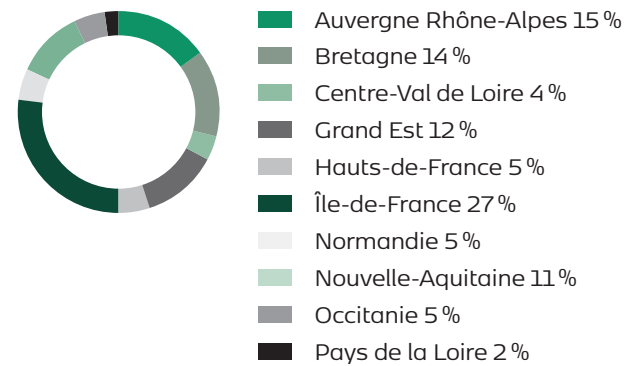 Auvergne Rhône-Alpes 15 %
Bretagne 14 %
Centre-Val de Loire 4 %
Grand Est 12 %
Hauts-de-France 5 %
Île-de-France 27 %
Normandie 5 %
Nouvelle-Aquitaine 11 %
Occitanie 5 %
Pays de la Loire 2 %